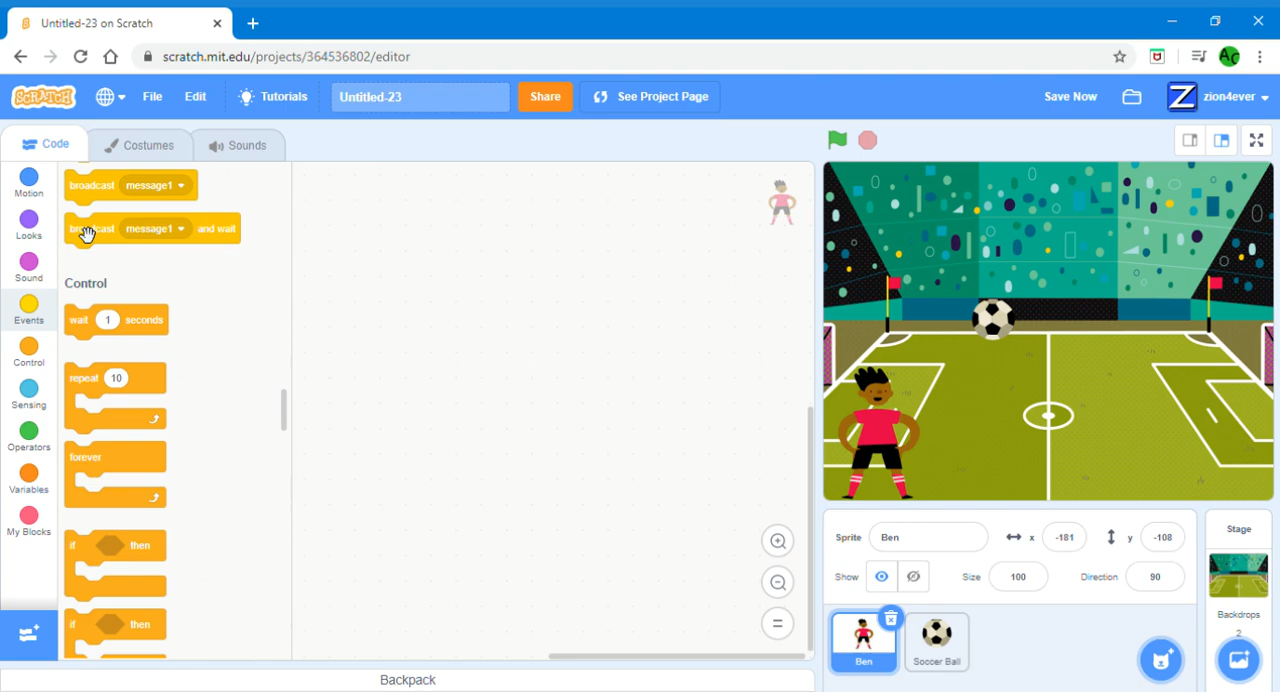 Untitled-23 on Scratch
scratch.mit.edu/projects/364536802/editor
SCRATCH File Edit Tutorials Untitled-23 Share See Project Page Save Now zion4ever
Code Costumes Sounds
Motion
Looks
Sound
Events
Control
Sensing
Operators
Variables
My Blocks
broadcast message1
message1 and wait
Control
wait 1 seconds
repeat 10
forever
if then
if then
Backpack
Sprite Ben x -181 y -108
Show Size 100 Direction 90
Ben
Soccer Ball
Stage
Backdrops
2